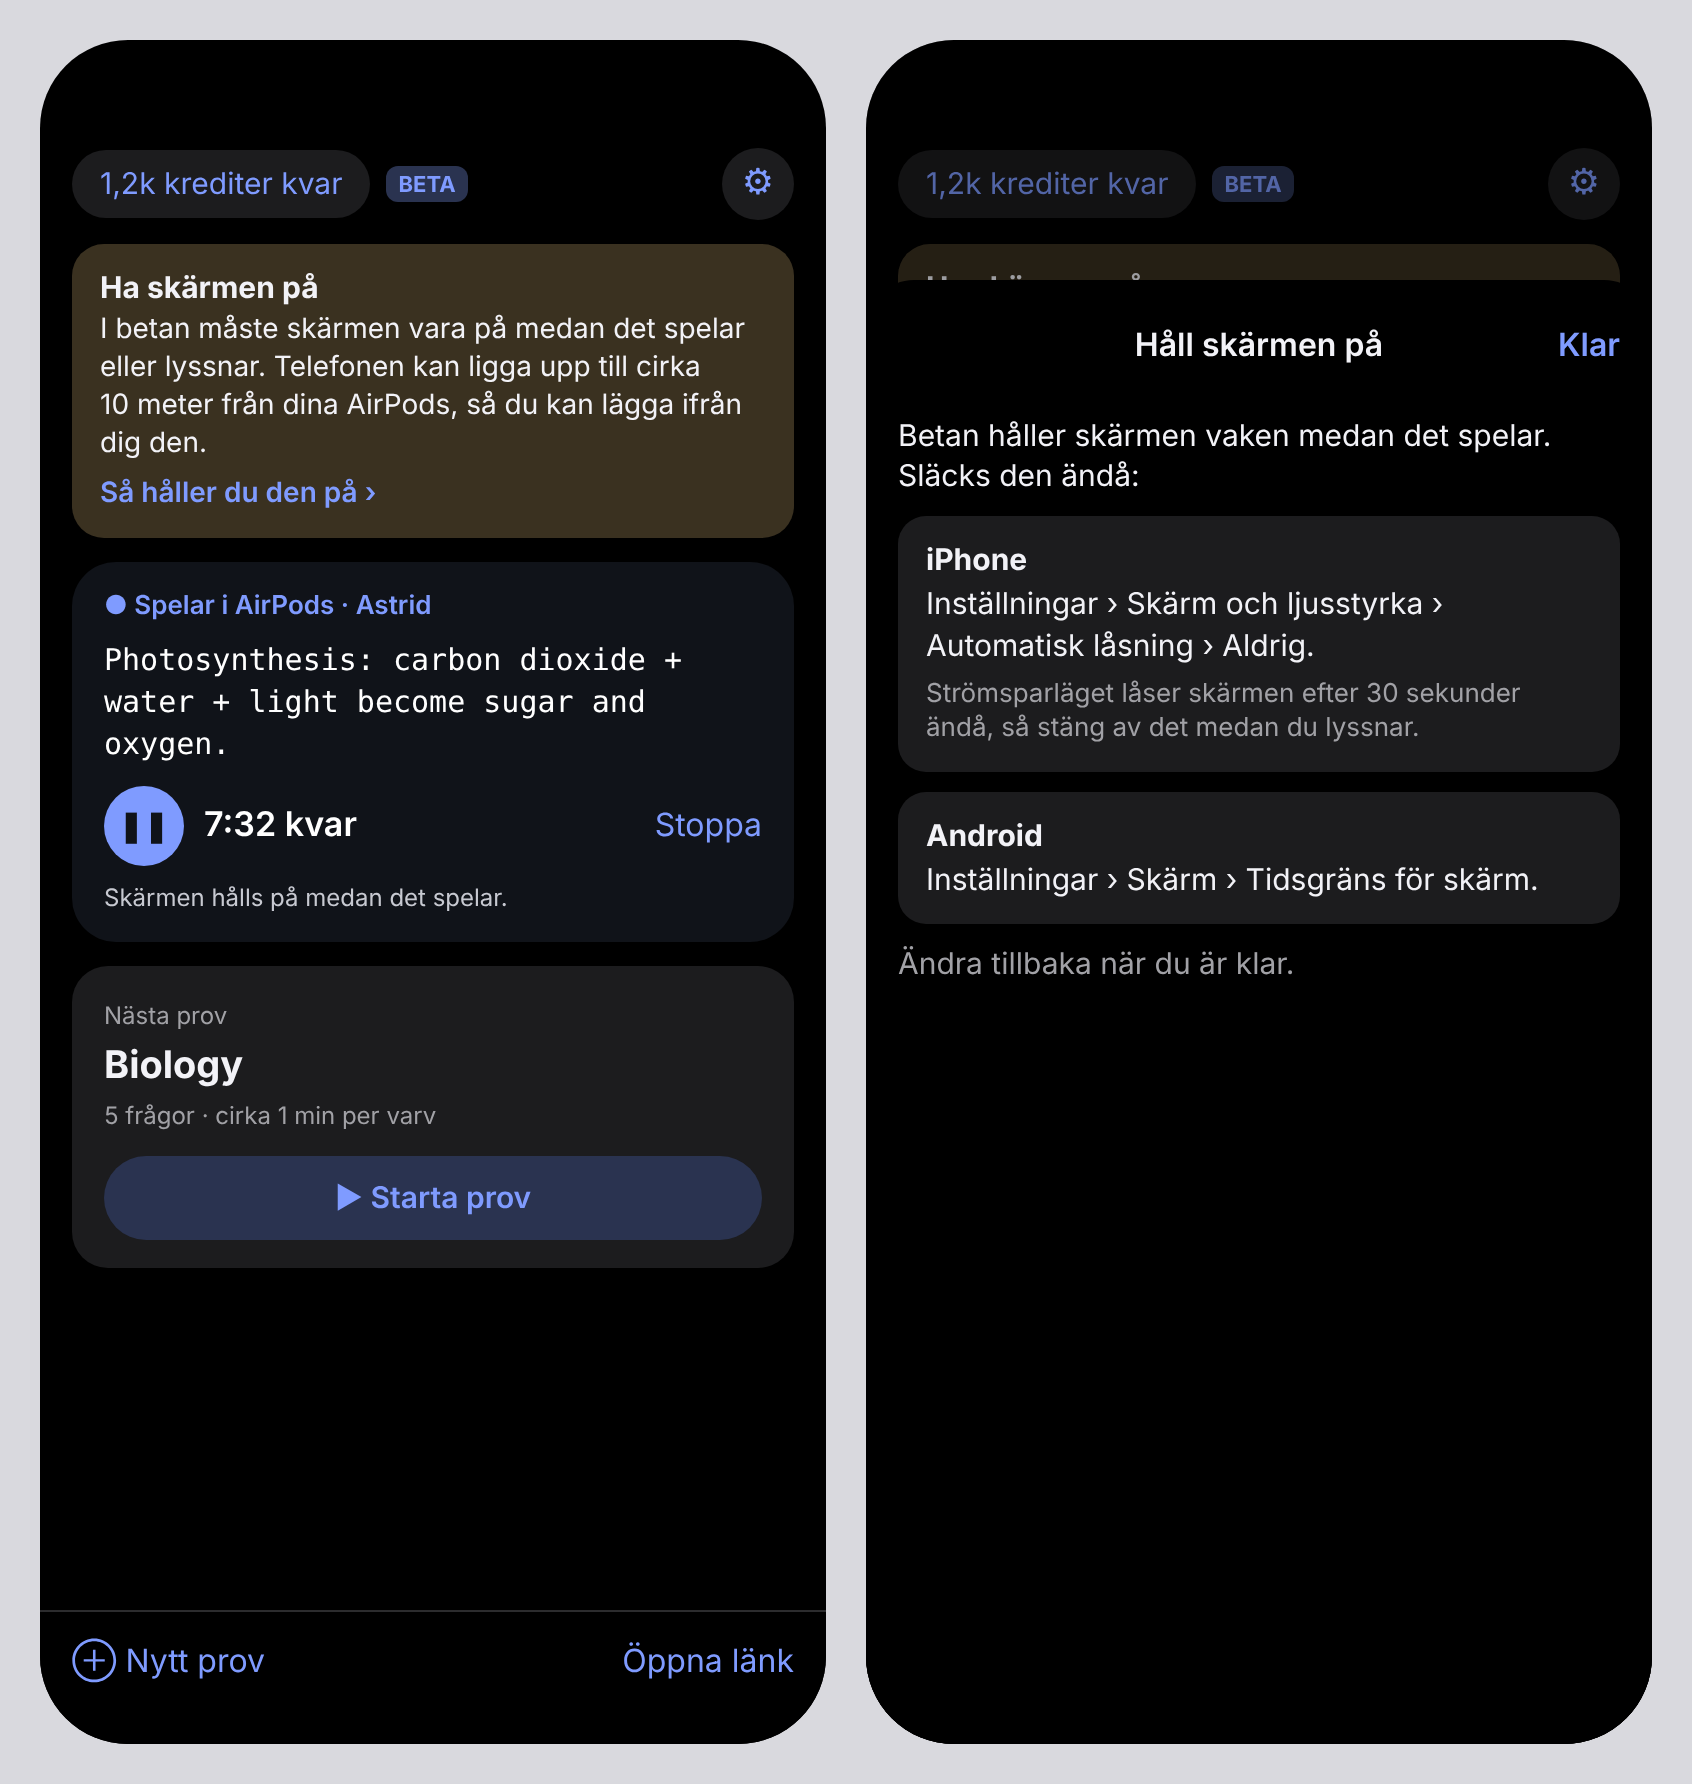 1,2k krediter kvar
BETA
⚙
Ha skärmen på
I betan måste skärmen vara på medan det spelar
eller lyssnar. Telefonen kan ligga upp till cirka
10 meter från dina AirPods, så du kan lägga ifrån
dig den.
Så håller du den på ›
● Spelar i AirPods · Astrid
Photosynthesis: carbon dioxide +
water + light become sugar and
oxygen.
7:32 kvar
Stoppa
Skärmen hålls på medan det spelar.
Nästa prov
Biology
5 frågor · cirka 1 min per varv
▶ Starta prov
Nytt prov
Öppna länk
1,2k krediter kvar
BETA
⚙
Håll skärmen på
Klar
Betan håller skärmen vaken medan det spelar.
Släcks den ändå:
iPhone
Inställningar › Skärm och ljusstyrka ›
Automatisk låsning › Aldrig.
Strömsparläget låser skärmen efter 30 sekunder
ändå, så stäng av det medan du lyssnar.
Android
Inställningar › Skärm › Tidsgräns för skärm.
Ändra tillbaka när du är klar.